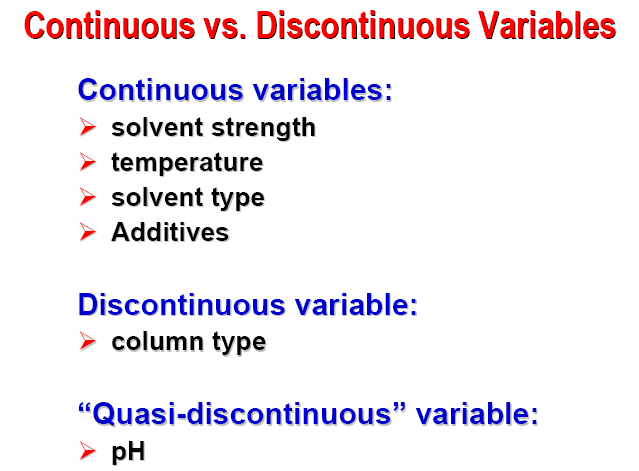 Continuous vs. Discontinuous Variables
Continuous variables:
solvent strength
temperature
solvent type
Additives
Discontinuous variable:
column type
“Quasi-discontinuous” variable:
pH